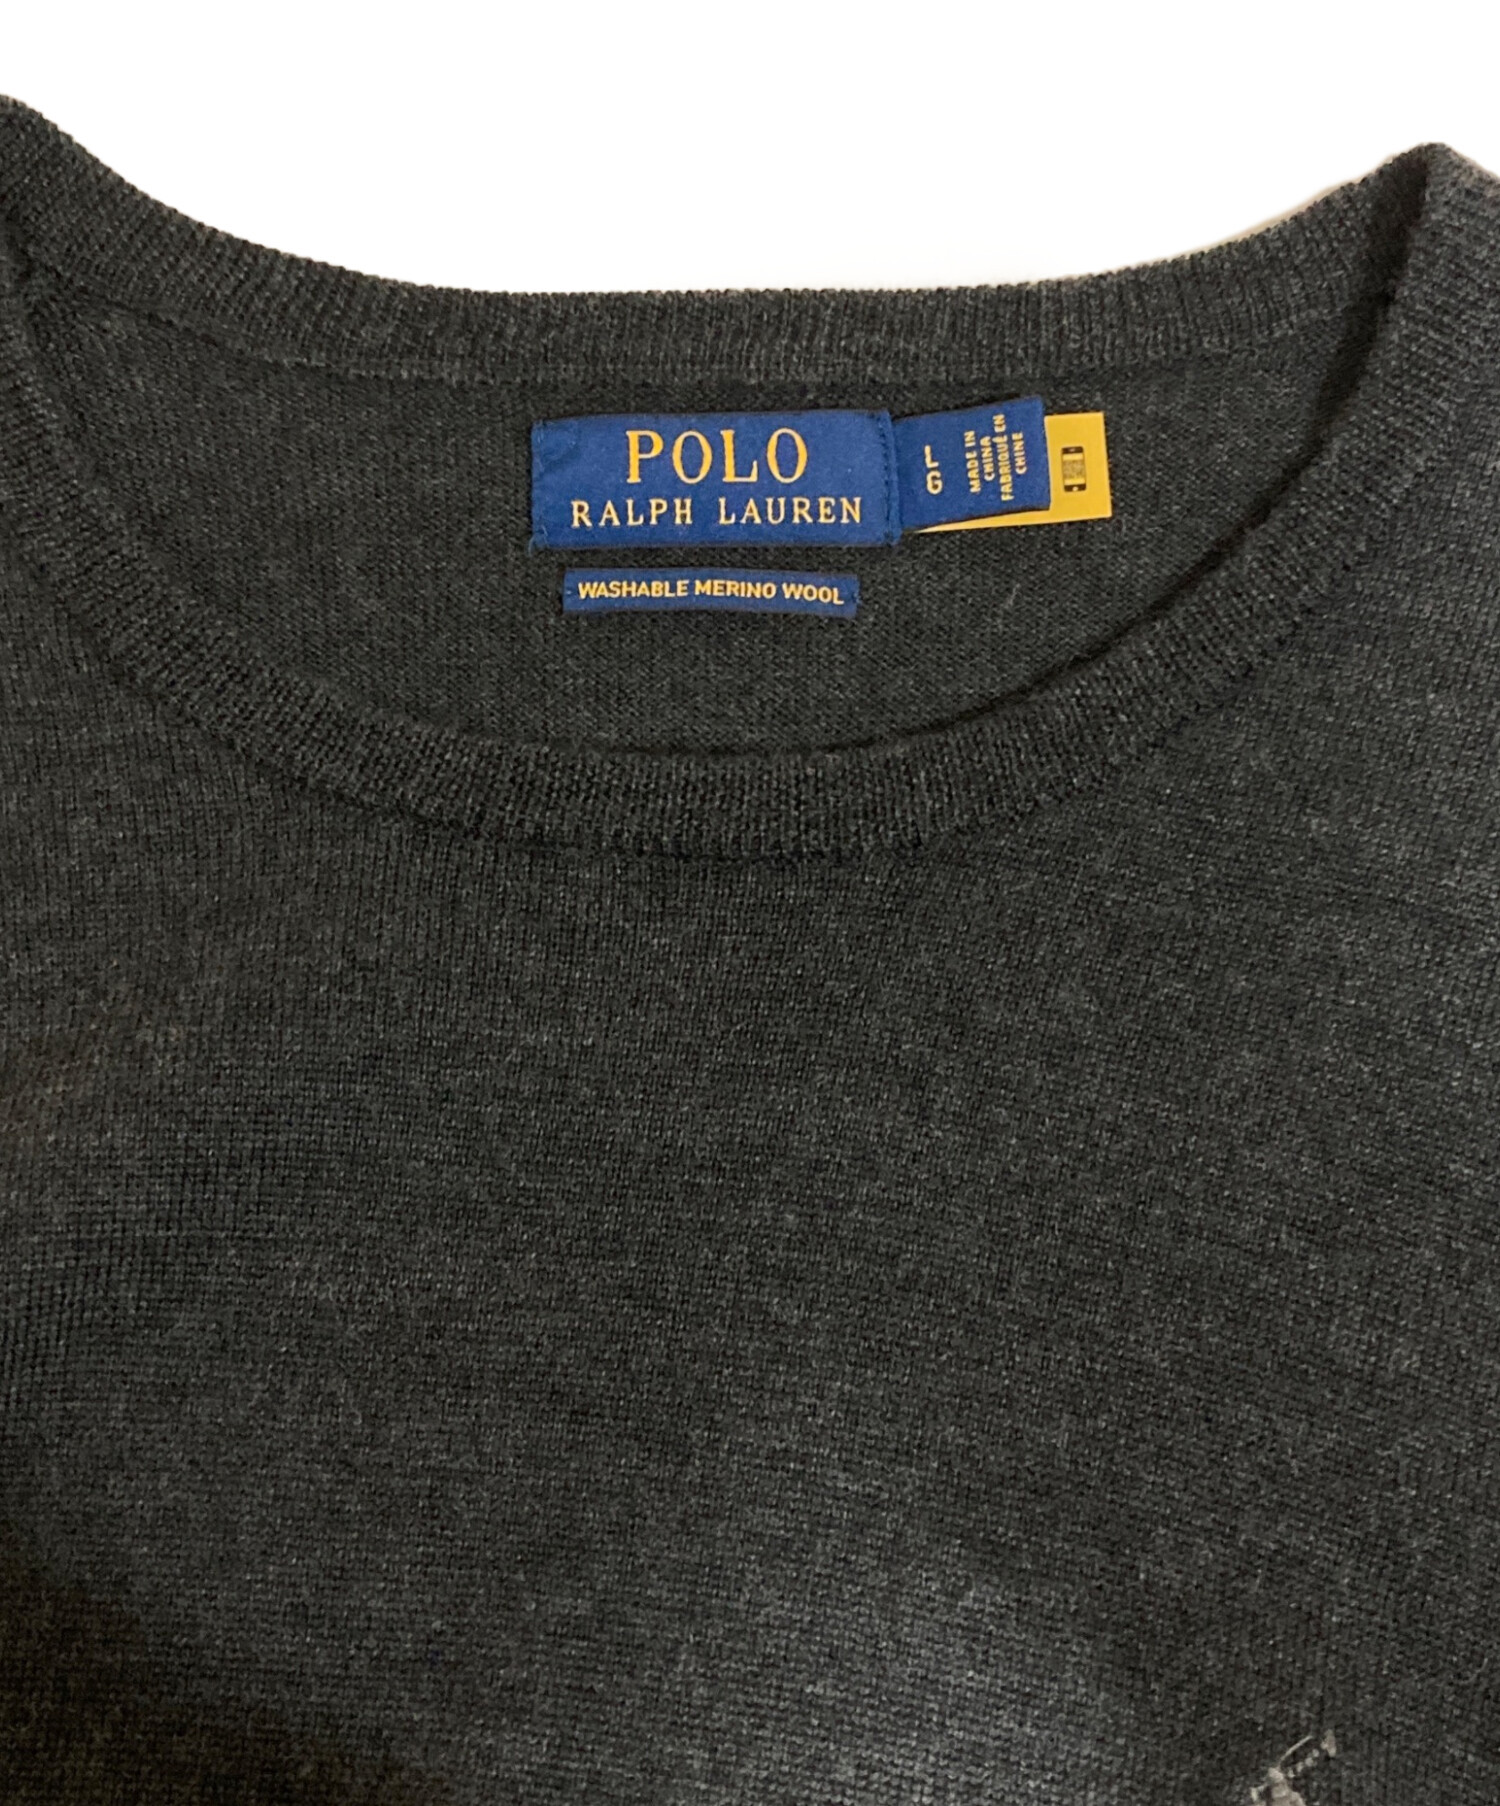 POLO
RALPH LAUREN
WASHABLE MERINO WOOL
L
G
MADE IN
CHINA
FABRIQUÉ EN
CHINE